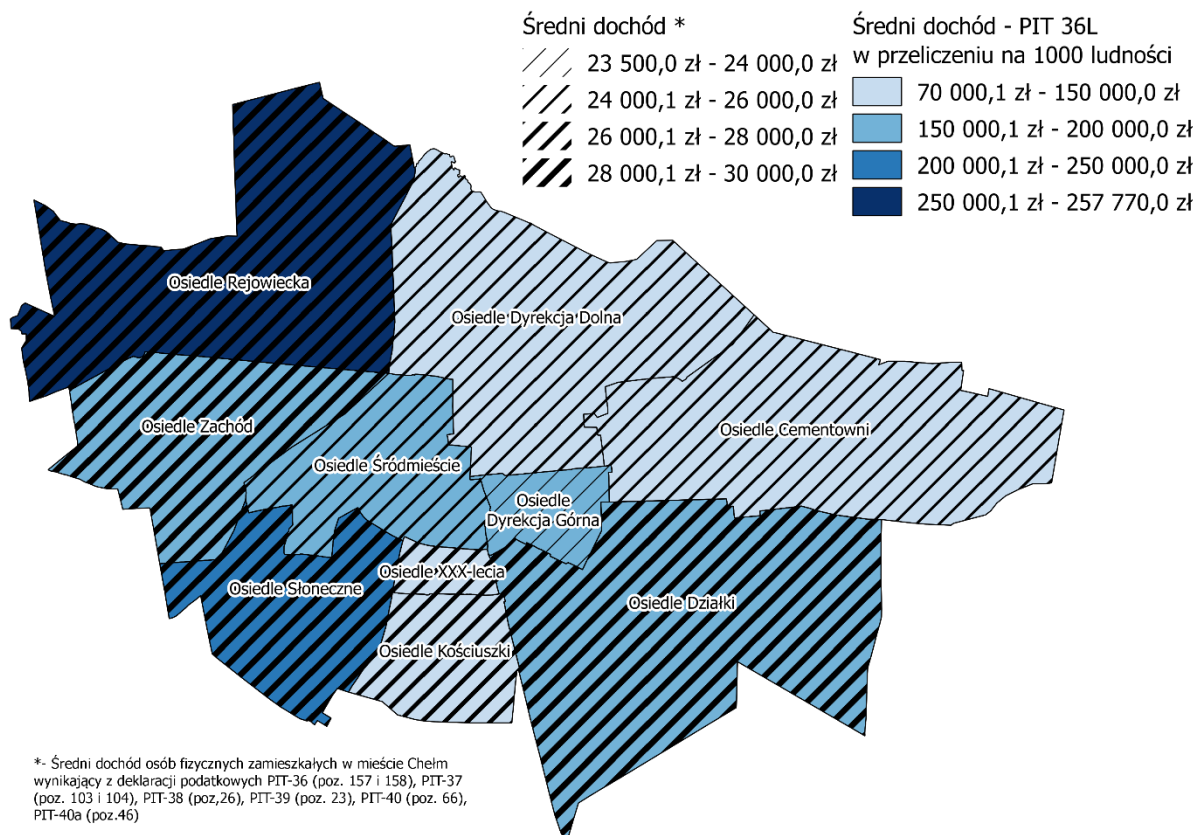 Średni dochód *
23 500,0 zł - 24 000,0 zł
24 000,1 zł - 26 000,0 zł
26 000,1 zł - 28 000,0 zł
28 000,1 zł - 30 000,0 zł
Średni dochód - PIT 36L
w przeliczeniu na 1000 ludności
70 000,1 zł - 150 000,0 zł
150 000,1 zł - 200 000,0 zł
200 000,1 zł - 250 000,0 zł
250 000,1 zł - 257 770,0 zł
Osiedle Rejowiecka
Osiedle Dyrekcja Dolna
Osiedle Zachód
Osiedle Cementowni
Osiedle Śródmieście
Osiedle
Dyrekcja Górna
Osiedle XXX-lecia
Osiedle Słoneczne
Osiedle Działki
Osiedle Kościuszki
*- Średni dochód osób fizycznych zamieszkałych w mieście Chełm
wynikający z deklaracji podatkowych PIT-36 (poz. 157 i 158), PIT-37
(poz. 103 i 104), PIT-38 (poz,26), PIT-39 (poz. 23), PIT-40 (poz. 66),
PIT-40a (poz.46)